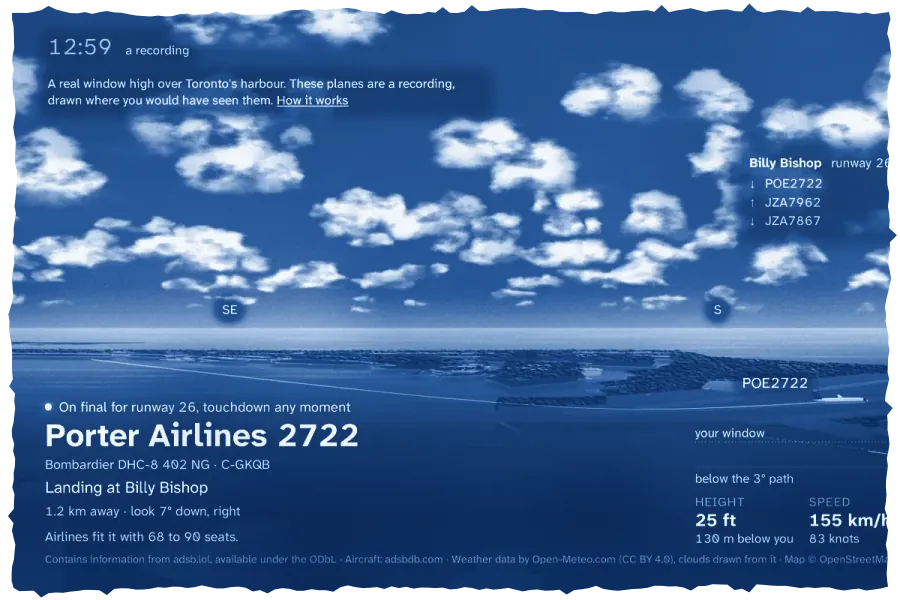 12:59 a recording
A real window high over Toronto's harbour. These planes are a recording,
drawn where you would have seen them. How it works
Billy Bishop runway 26
↓ POE2722
↑ JZA7962
↓ JZA7867
SE
S
POE2722
On final for runway 26, touchdown any moment
Porter Airlines 2722
Bombardier DHC-8 402 NG · C-GKQB
Landing at Billy Bishop
1.2 km away · look 7° down, right
Airlines fit it with 68 to 90 seats.
your window
below the 3° path
HEIGHT SPEED
25 ft 155 km/h
130 m below you 83 knots
Contains information from adsb.lol, available under the ODbL · Aircraft: adsbdb.com · Weather data by Open-Meteo.com (CC BY 4.0), clouds drawn from it · Map ©